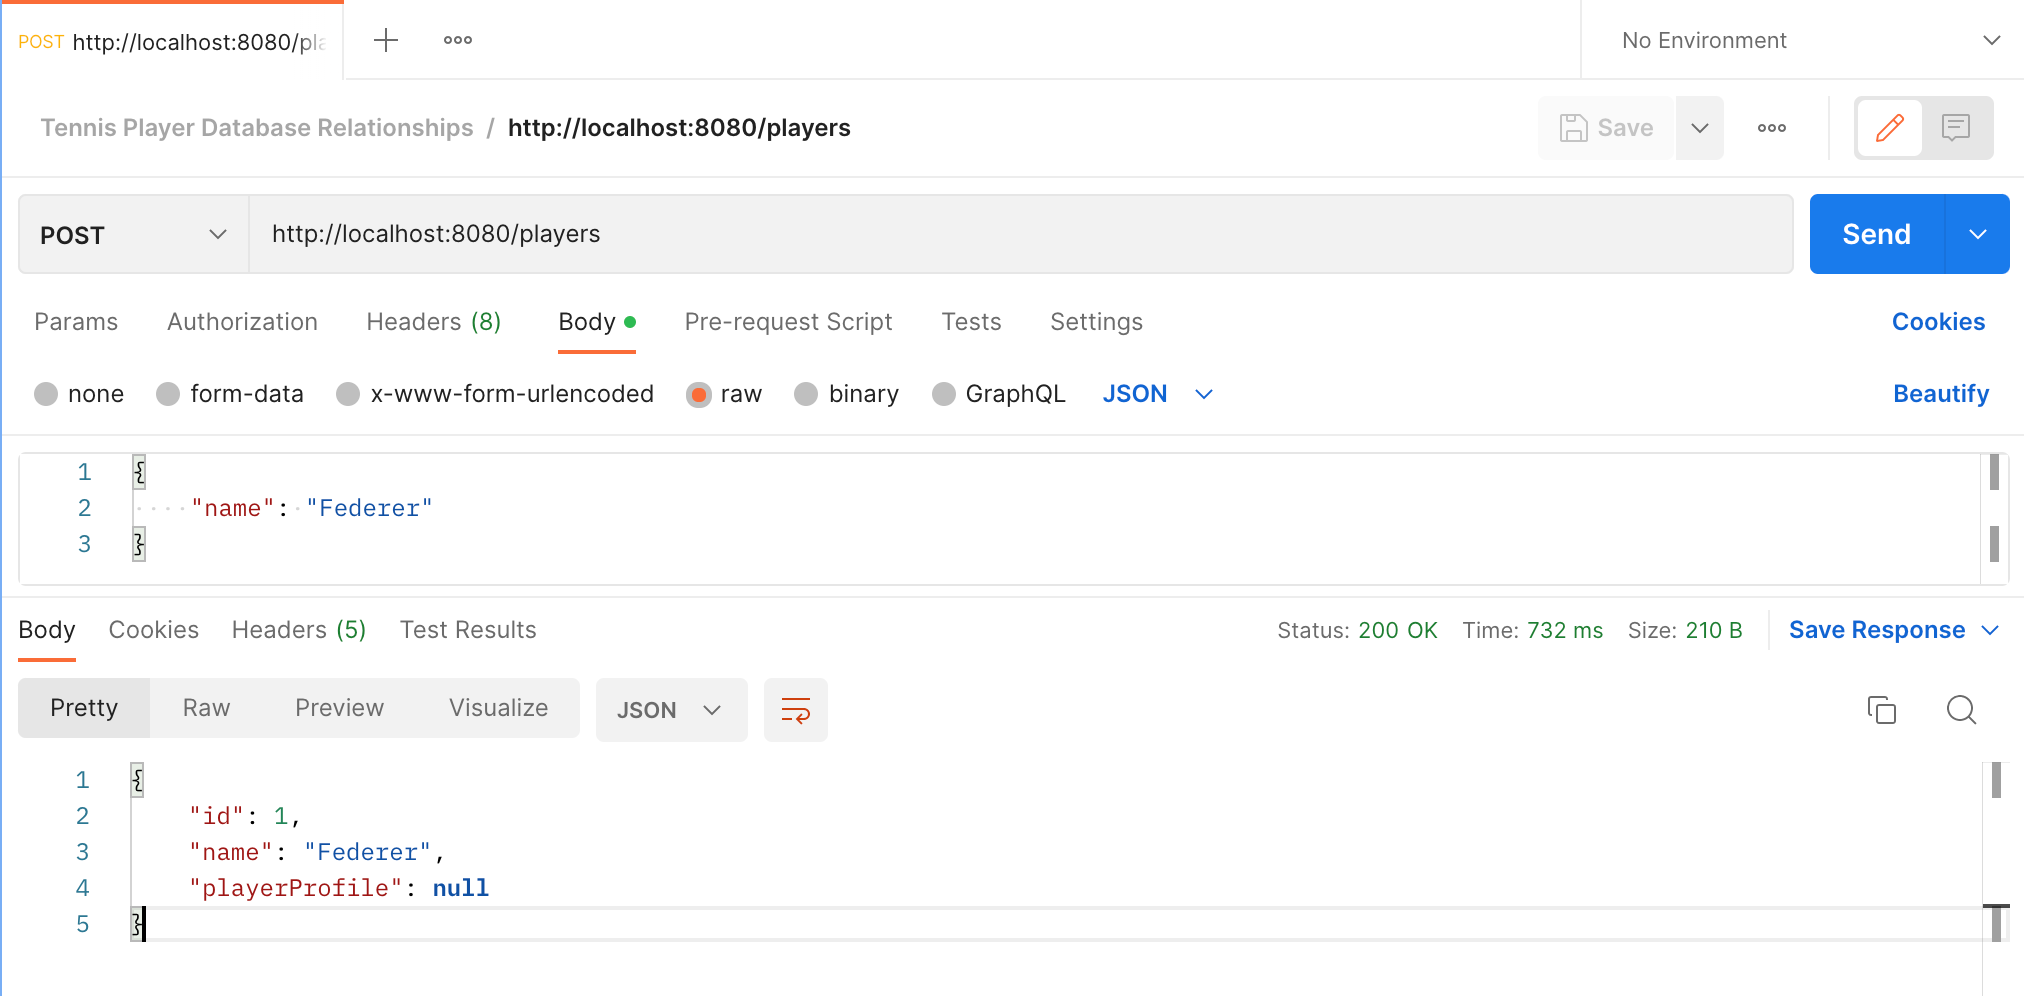 POST http://localhost:8080/pla
No Environment
Tennis Player Database Relationships / http://localhost:8080/players
Save
POST http://localhost:8080/players Send
Params Authorization Headers (8) Body Pre-request Script Tests Settings Cookies
none form-data x-www-form-urlencoded raw binary GraphQL JSON Beautify
1 {
2 "name": "Federer"
3 }
Body Cookies Headers (5) Test Results Status: 200 OK Time: 732 ms Size: 210 B Save Response
Pretty Raw Preview Visualize JSON
1 {
2 "id": 1,
3 "name": "Federer",
4 "playerProfile": null
5 }